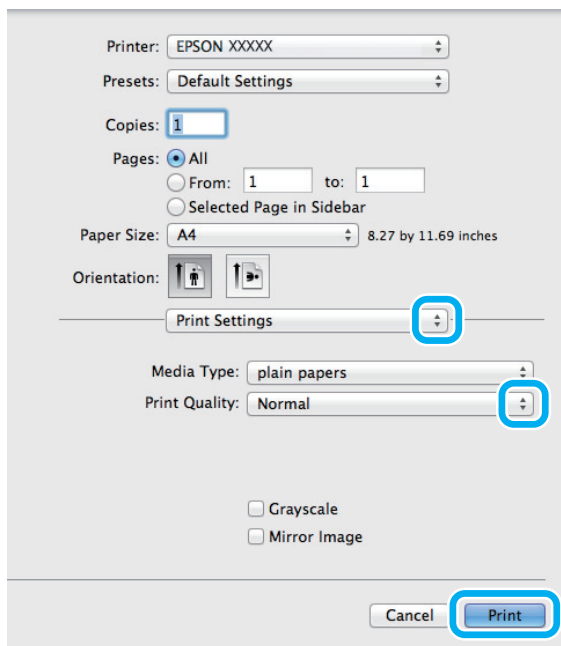 Printer: EPSON XXXXX
Presets: Default Settings
Copies: 1
Pages: All
From: 1 to: 1
Selected Page in Sidebar
Paper Size: A4 8.27 by 11.69 inches
Orientation:
Print Settings
Media Type: plain papers
Print Quality: Normal
Grayscale
Mirror Image
Cancel Print